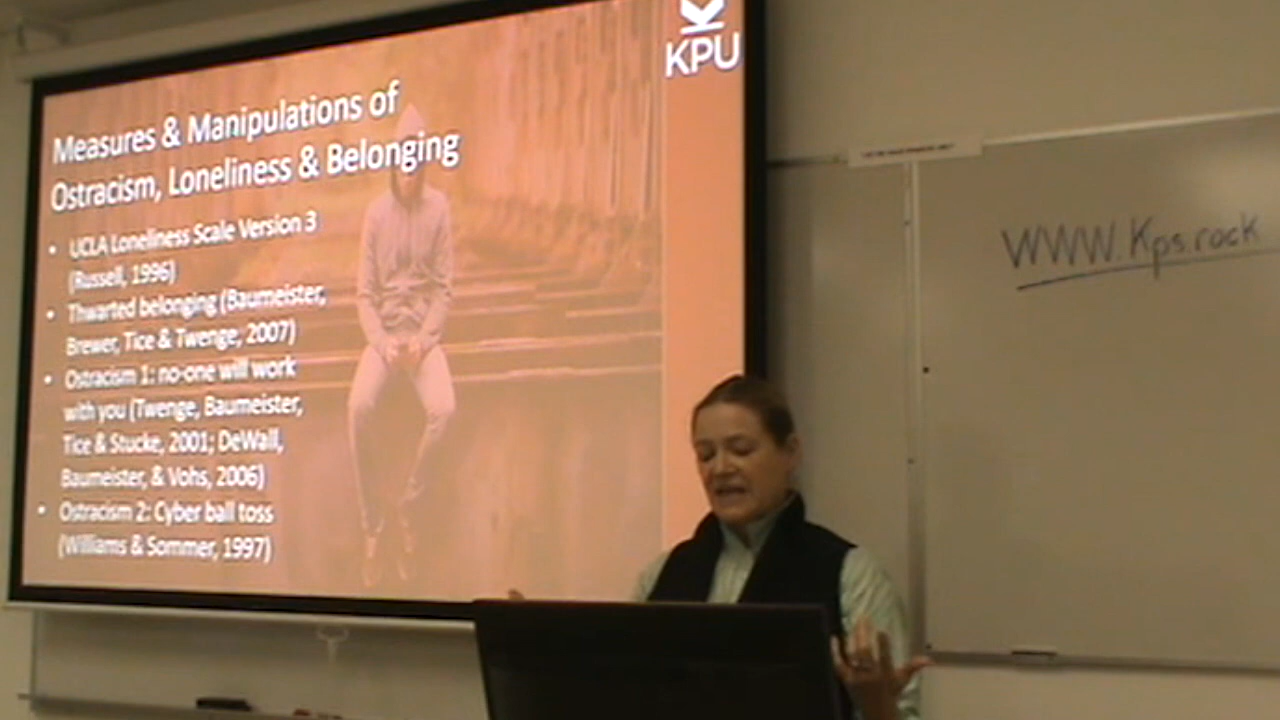 KPU
Measures & Manipulations of
Ostracism, Loneliness & Belonging
• UCLA Loneliness Scale Version 3
(Russell, 1996)
• Thwarted belonging (Baumeister,
Brewer, Tice & Twenge, 2007)
• Ostracism 1: no-one will work
with you (Twenge, Baumeister,
Tice & Stucke, 2001; DeWall,
Baumeister, & Vohs, 2006)
• Ostracism 2: Cyber ball toss
(Williams & Sommer, 1997)
WWW.Kps.rock